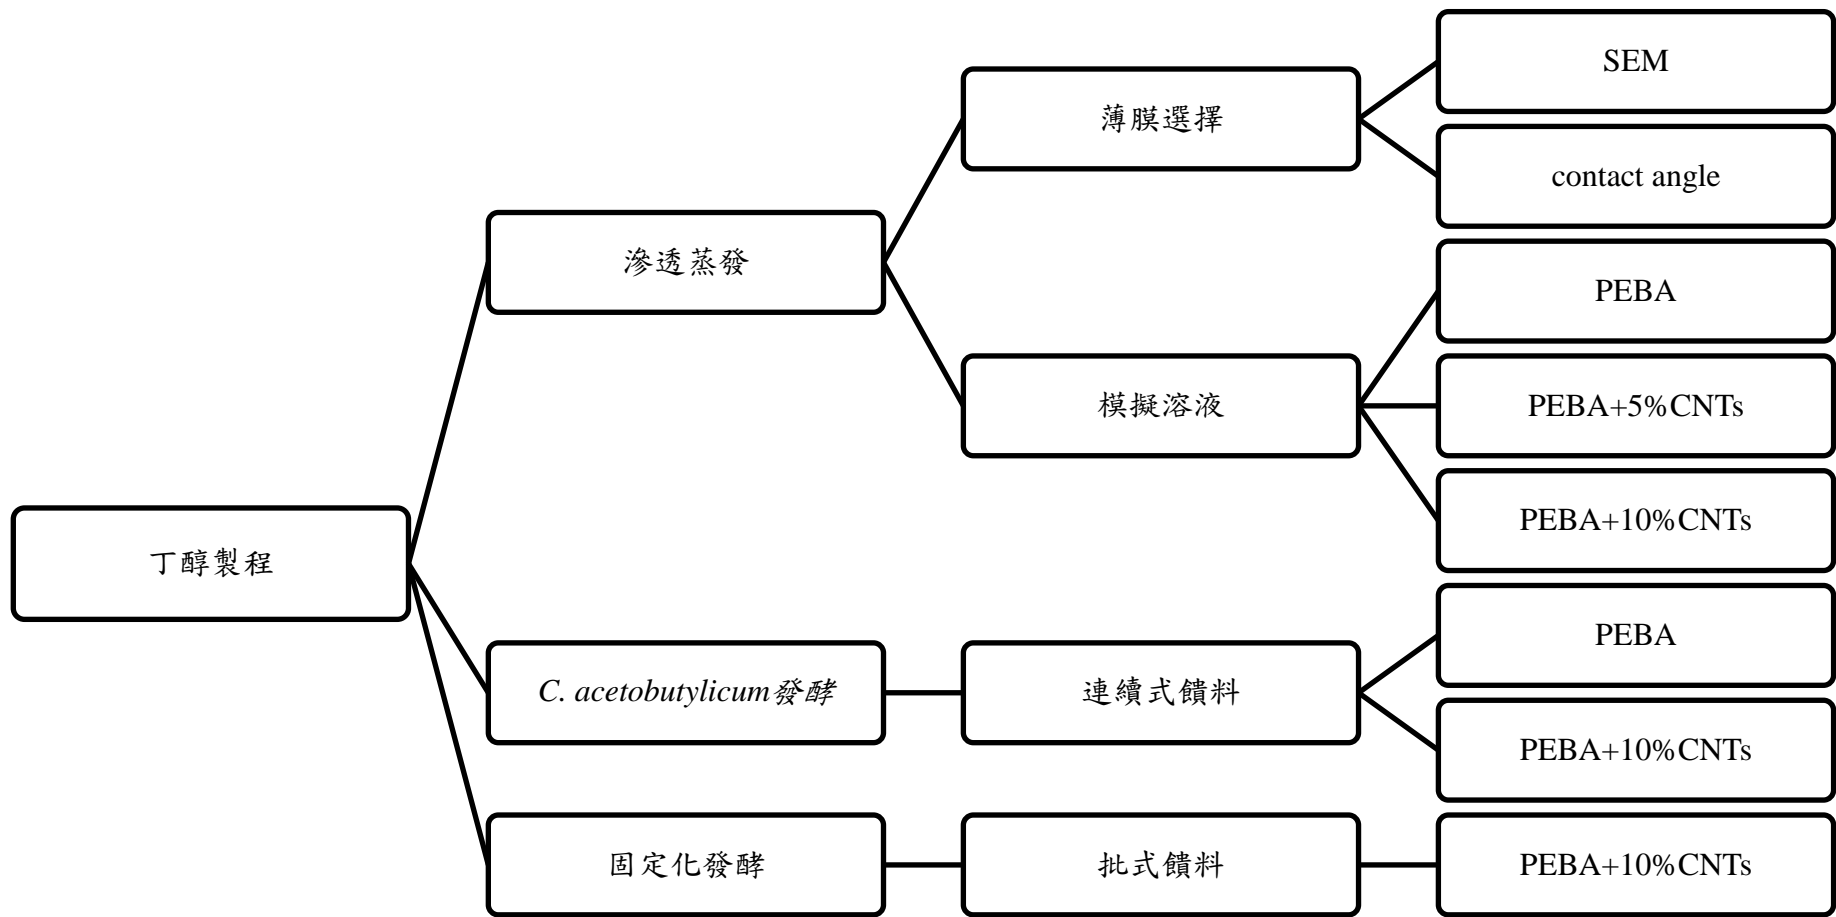 丁醇製程
滲透蒸發
薄膜選擇
SEM
contact angle
模擬溶液
PEBA
PEBA+5%CNTs
PEBA+10%CNTs
C. acetobutylicum發酵
連續式饋料
PEBA
PEBA+10%CNTs
固定化發酵
批式饋料
PEBA+10%CNTs